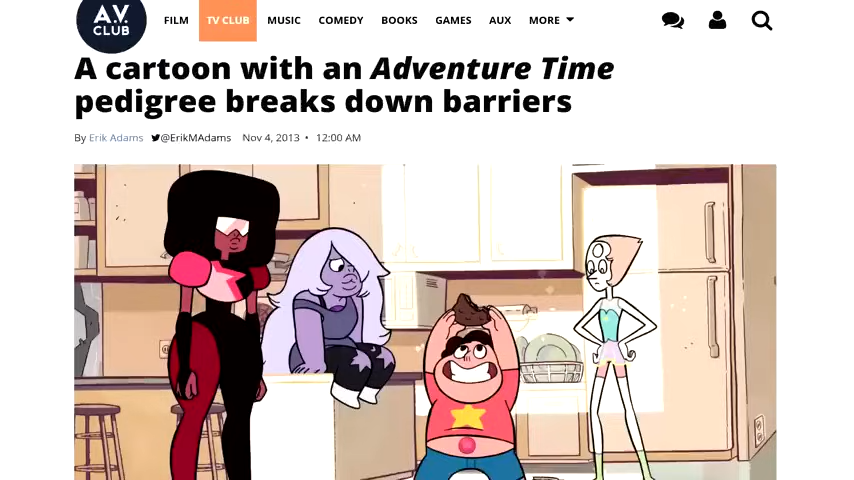 A.V.
CLUB
FILM TV CLUB MUSIC COMEDY BOOKS GAMES AUX MORE
A cartoon with an Adventure Time
pedigree breaks down barriers
By Erik Adams @ErikMAdams Nov 4, 2013 • 12:00 AM